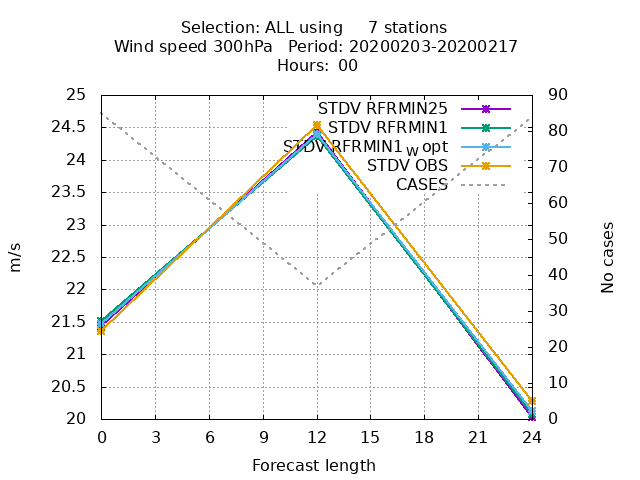 Selection: ALL using 7 stations
Wind speed 300hPa Period: 20200203-20200217
Hours: 00
25
24.5
24
23.5
23
22.5
22
21.5
21
20.5
20
m/s
STDV RFRMIN25
STDV RFRMIN1
STDV RFRMIN1wopt
STDV OBS
CASES
90
80
70
60
50
40
30
20
10
0
No cases
0 3 6 9 12 15 18 21 24
Forecast length